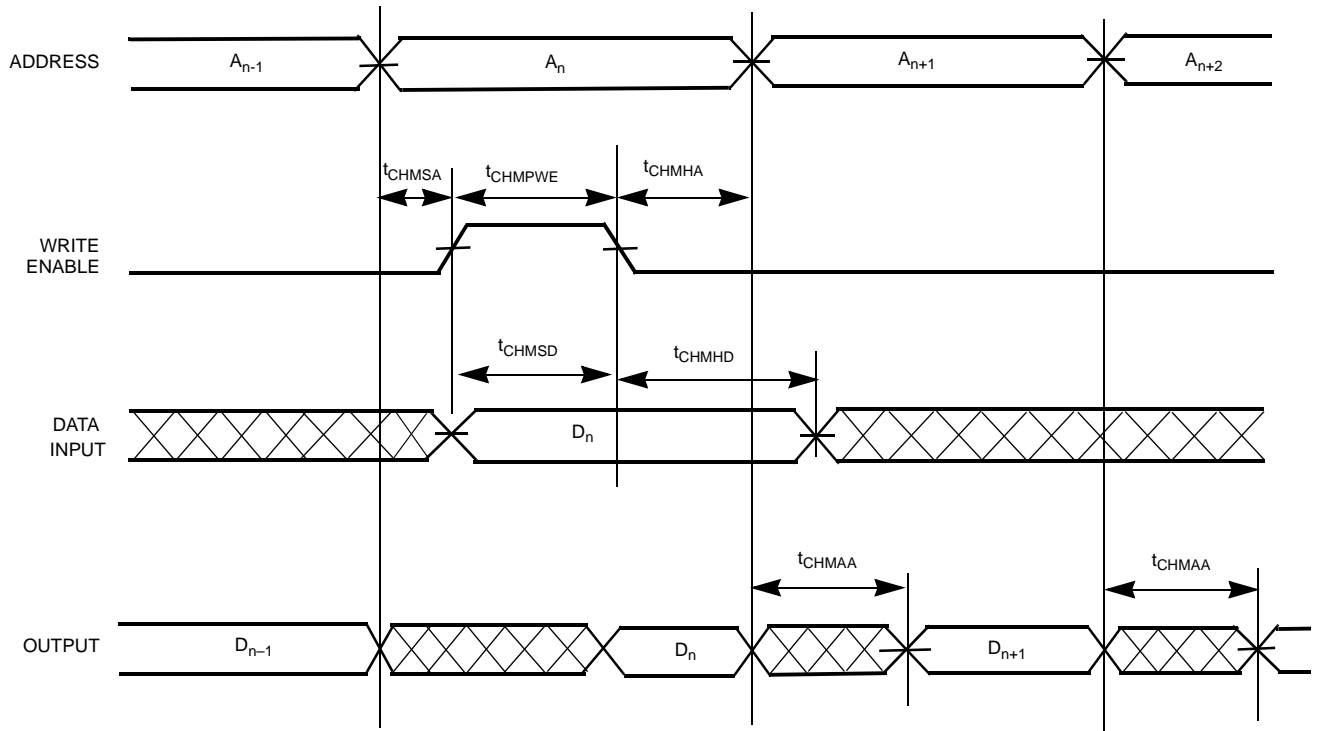 ADDRESS
An-1
An
An+1
An+2
tCHMSA
tCHMPWE
tCHMHA
WRITE
ENABLE
tCHMSD
tCHMHD
DATA
INPUT
Dn
tCHMAA
tCHMAA
OUTPUT
Dn–1
Dn
Dn+1